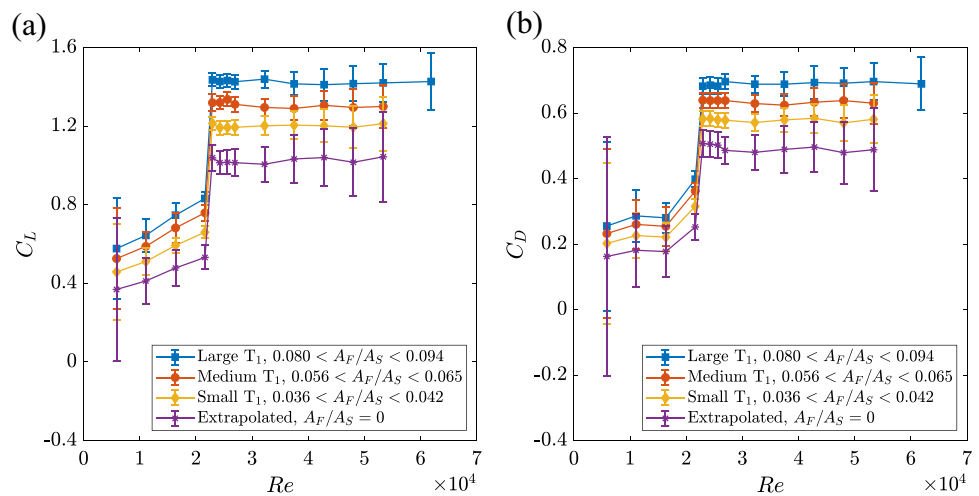 (a)
1.6
1.2
0.8
0.4
0
-0.4
C_L
0 1 2 3 4 5 6 7
Re
×10^4
Large T_1, 0.080 < A_F/A_S < 0.094
Medium T_1, 0.056 < A_F/A_S < 0.065
Small T_1, 0.036 < A_F/A_S < 0.042
Extrapolated, A_F/A_S = 0
(b)
0.8
0.6
0.4
0.2
0
-0.2
-0.4
C_D
0 1 2 3 4 5 6 7
Re
×10^4
Large T_1, 0.080 < A_F/A_S < 0.094
Medium T_1, 0.056 < A_F/A_S < 0.065
Small T_1, 0.036 < A_F/A_S < 0.042
Extrapolated, A_F/A_S = 0